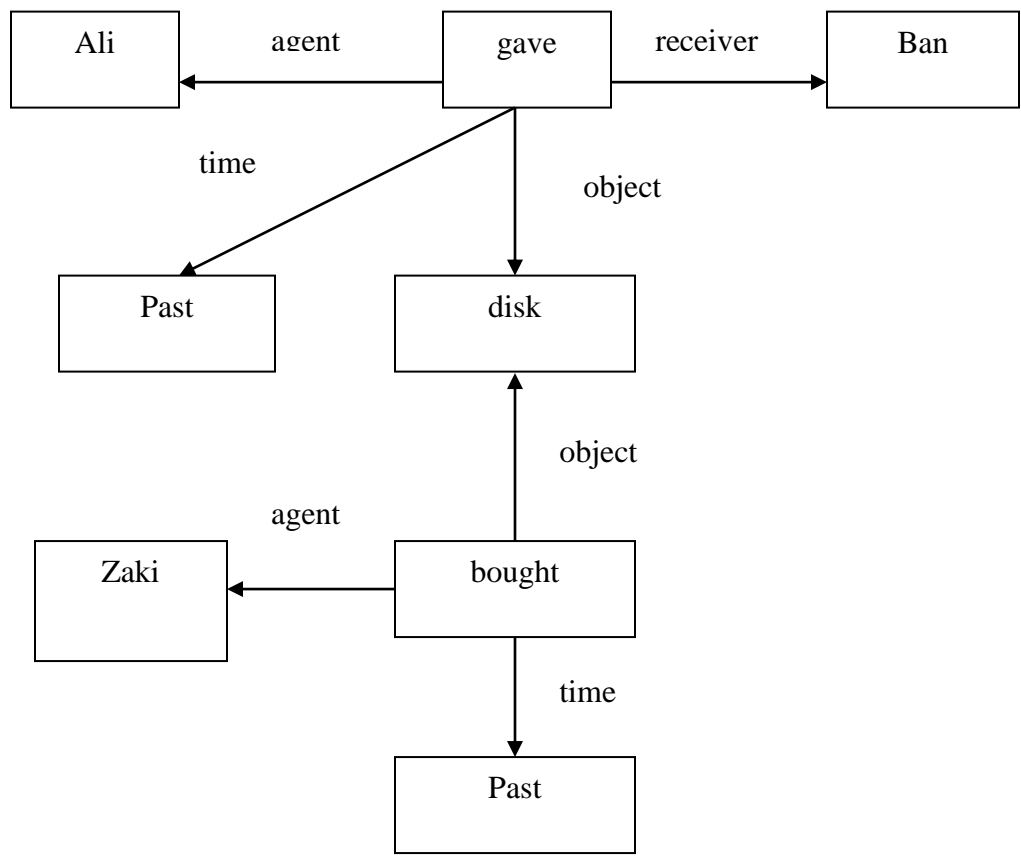 Ali agent gave receiver Ban
time
object
Past disk
object
agent
Zaki bought
time
Past